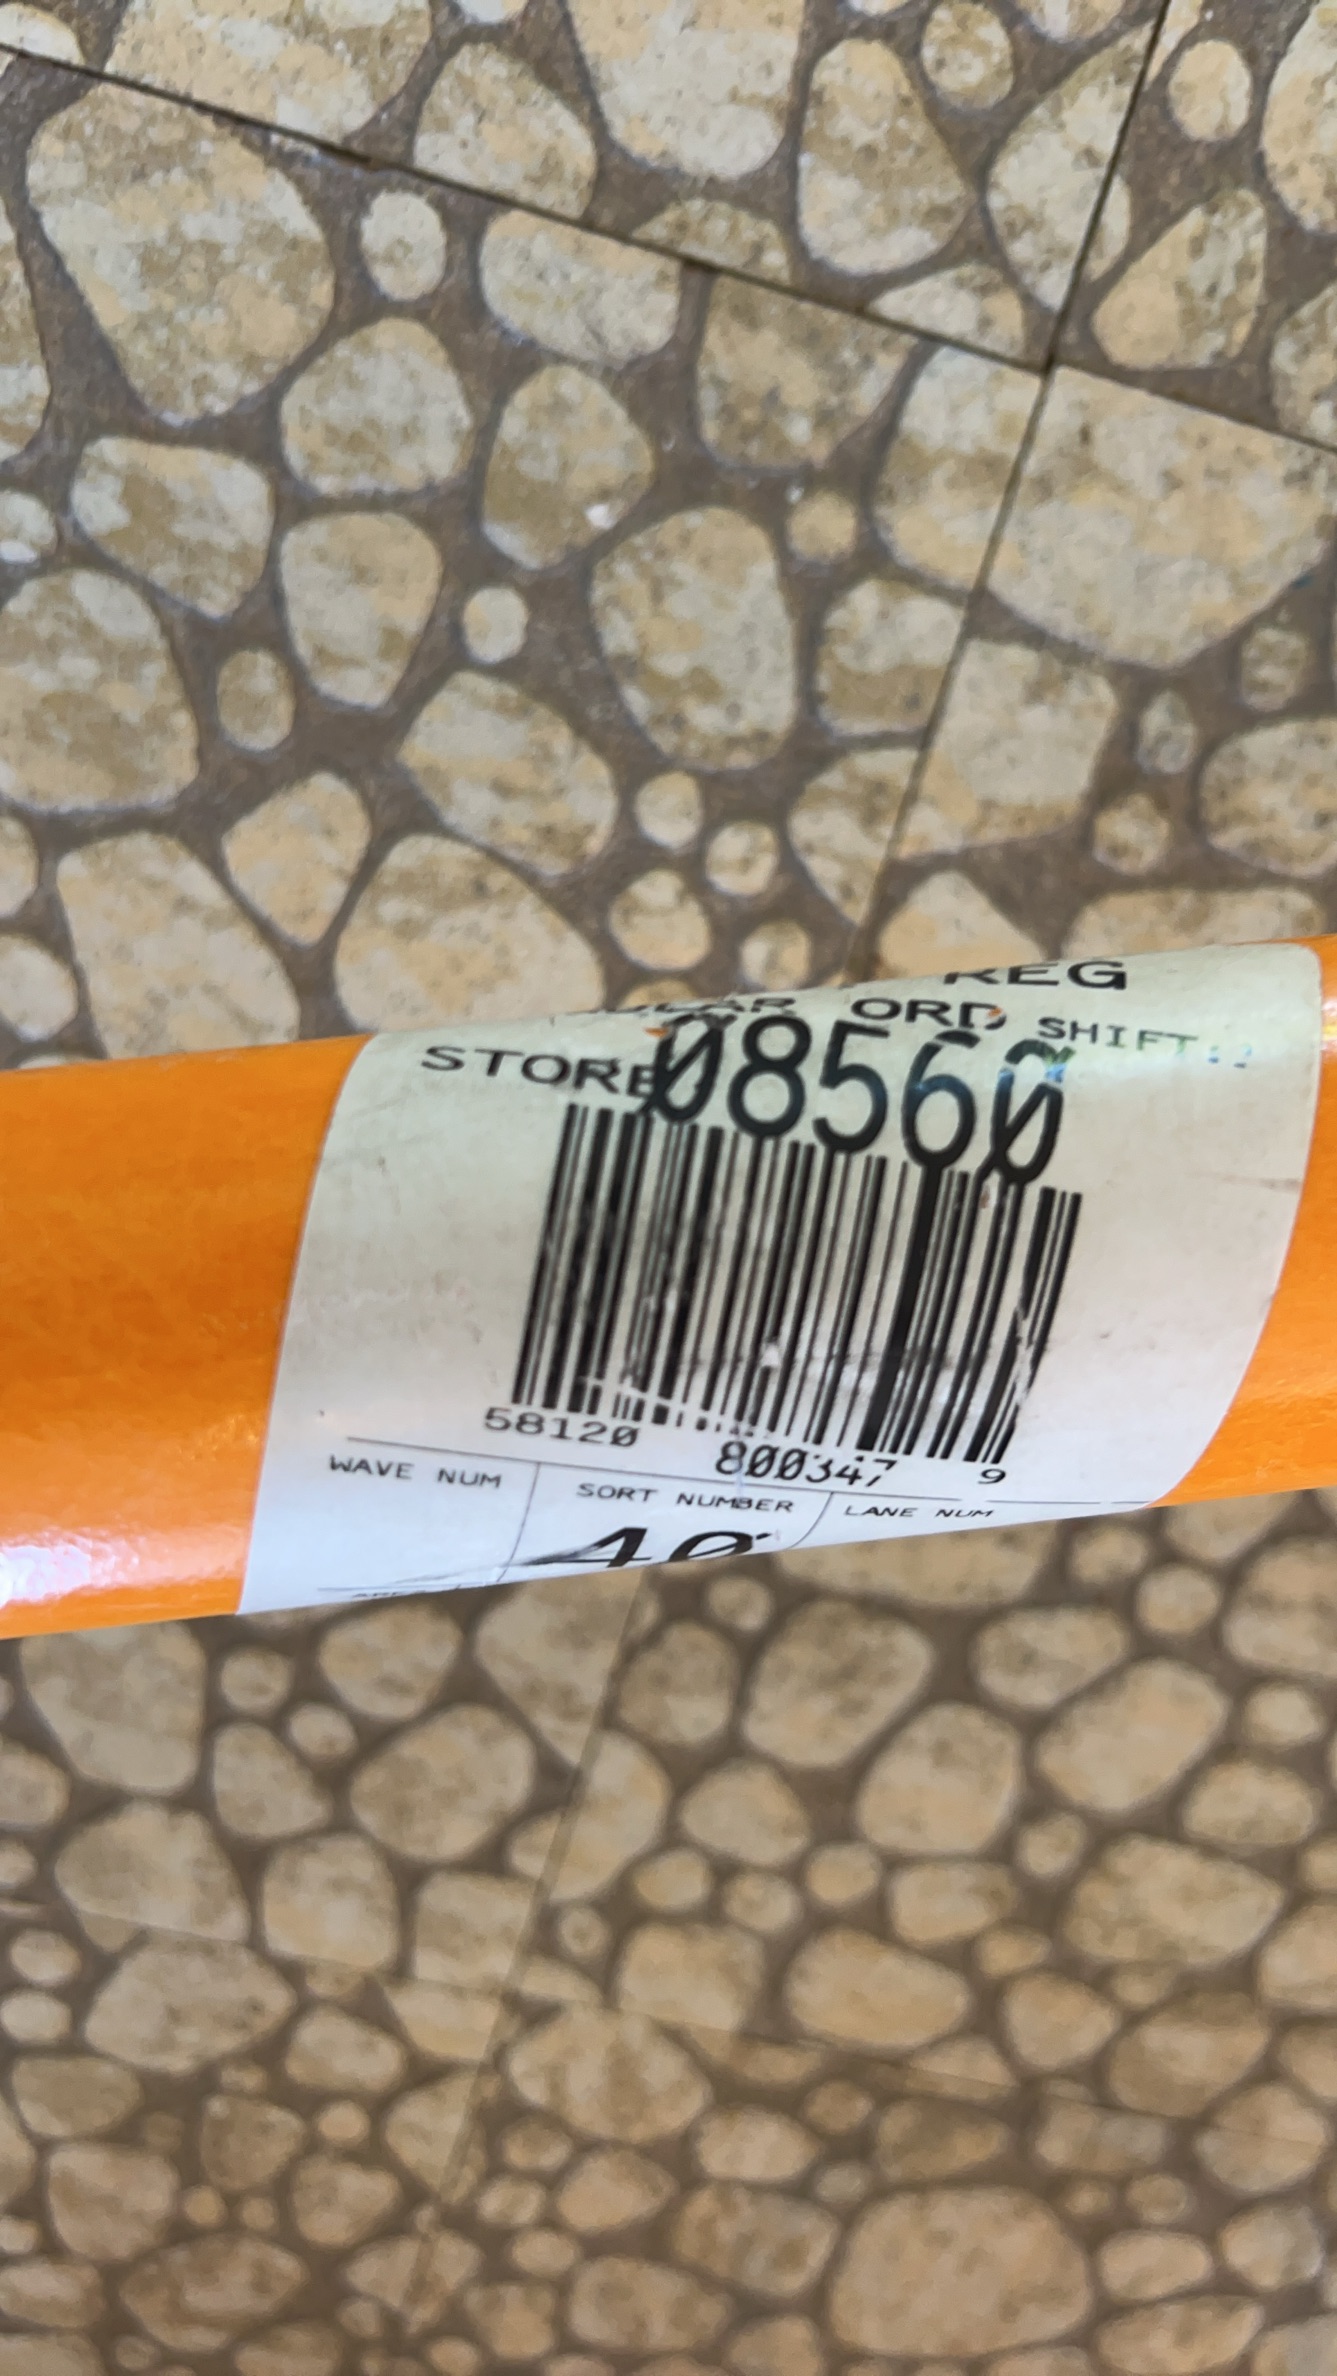 REG
ORD SHIFT:
STORE 08560
58120 800347 9
WAVE NUM SORT NUMBER LANE NUM